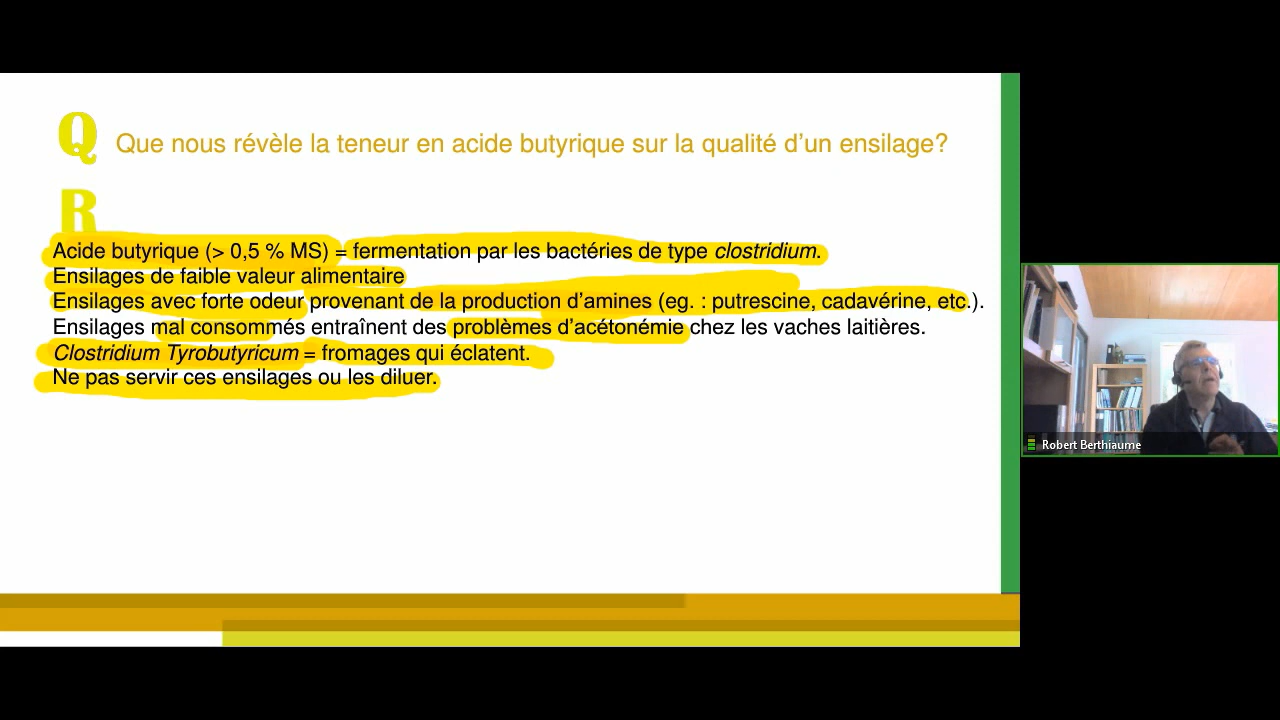 Q Que nous révèle la teneur en acide butyrique sur la qualité d'un ensilage?
R
Acide butyrique (> 0,5 % MS) = fermentation par les bactéries de type clostridium.
Ensilages de faible valeur alimentaire
Ensilages avec forte odeur provenant de la production d'amines (eg. : putrescine, cadavérine, etc.).
Ensilages mal consommés entraînent des problèmes d'acétonémie chez les vaches laitières.
Clostridium Tyrobutyricum = fromages qui éclatent.
Ne pas servir ces ensilages ou les diluer.
Robert Berthiaume